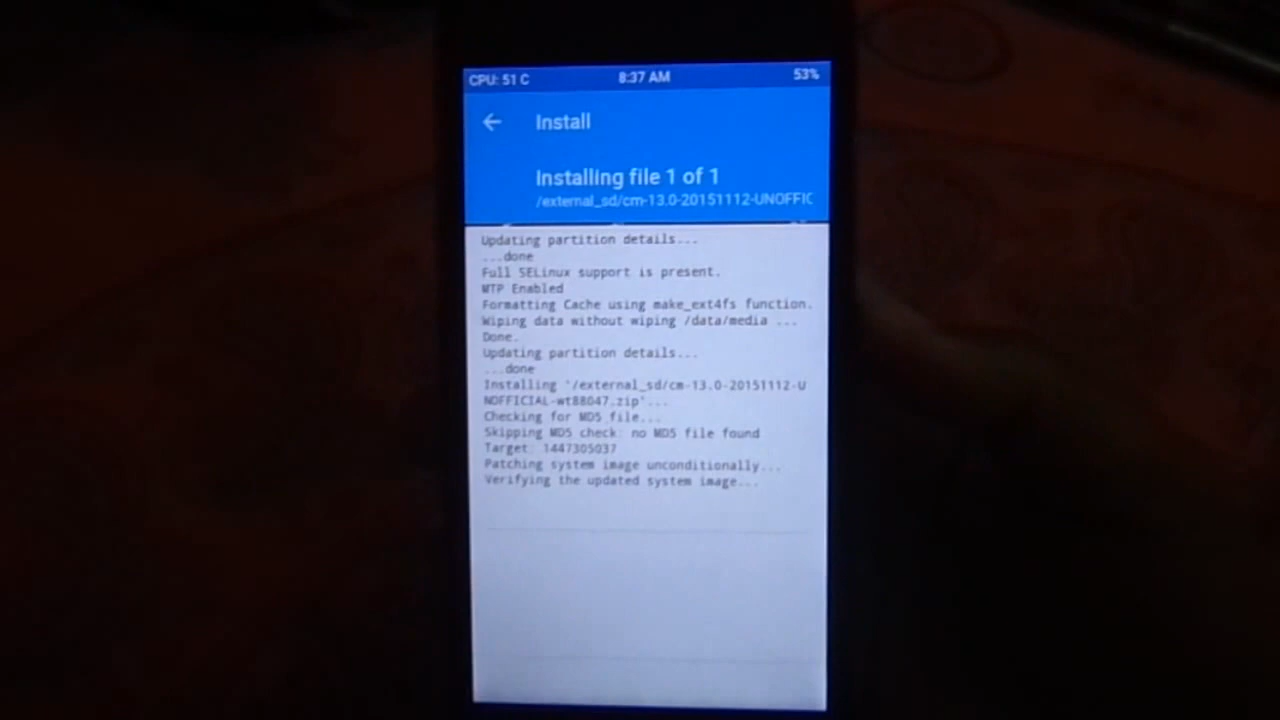 CPU: 51 C 8:37 AM 53%
Install
Installing file 1 of 1
/external_sd/cm-13.0-20151112-UNOFFIC
Updating partition details...
...done
Full SELinux support is present.
MTP Enabled
Formatting Cache using make_ext4fs function.
Wiping data without wiping /data/media ...
Done.
Updating partition details...
...done
Installing '/external_sd/cm-13.0-20151112-U
NOFFICIAL-wt88047.zip'...
Checking for MD5 file...
Skipping MD5 check: no MD5 file found
Target: 1447305037
Patching system image unconditionally...
Verifying the updated system image...